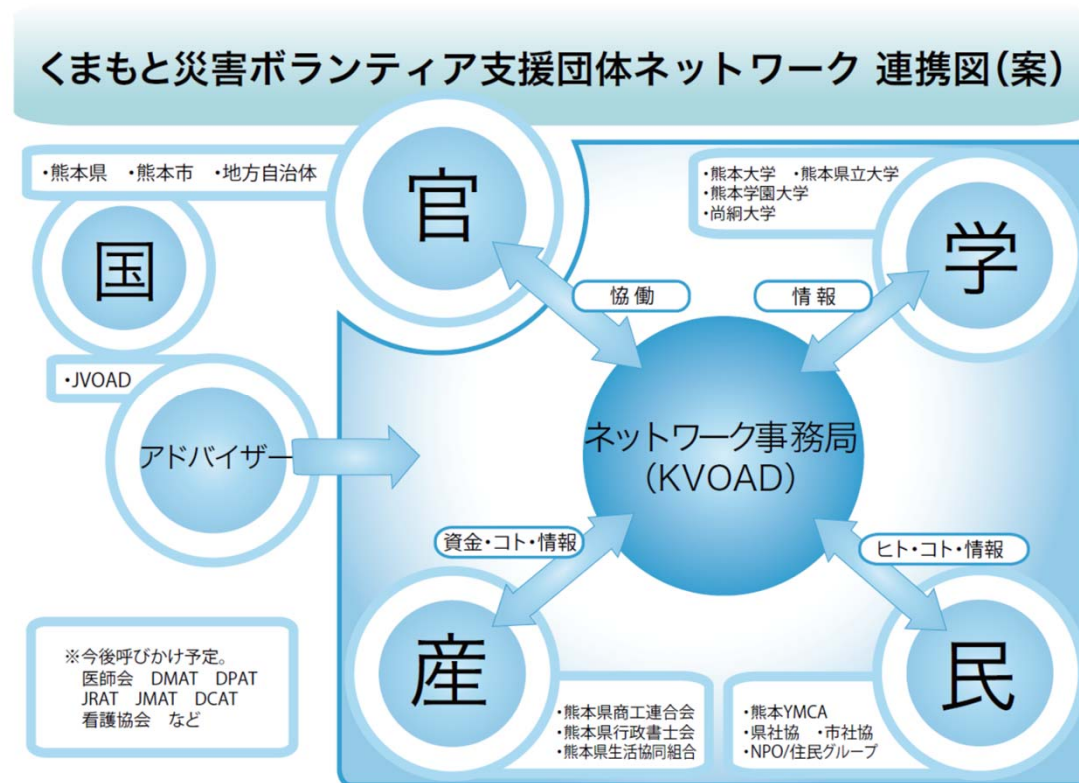 くまもと災害ボランティア支援団体ネットワーク 連携図(案)
・熊本県 ・熊本市 ・地方自治体
官
国
・熊本大学 ・熊本県立大学
・熊本学園大学
・尚絅大学
学
協働
情報
・JVOAD
アドバイザー
ネットワーク事務局
(KVOAD)
資金・コト・情報
ヒト・コト・情報
産
民
※今後呼びかけ予定。
医師会 DMAT DPAT
JRAT JMAT DCAT
看護協会 など
・熊本県商工連合会
・熊本県行政書士会
・熊本県生活協同組合
・熊本YMCA
・県社協 ・市社協
・NPO/住民グループ